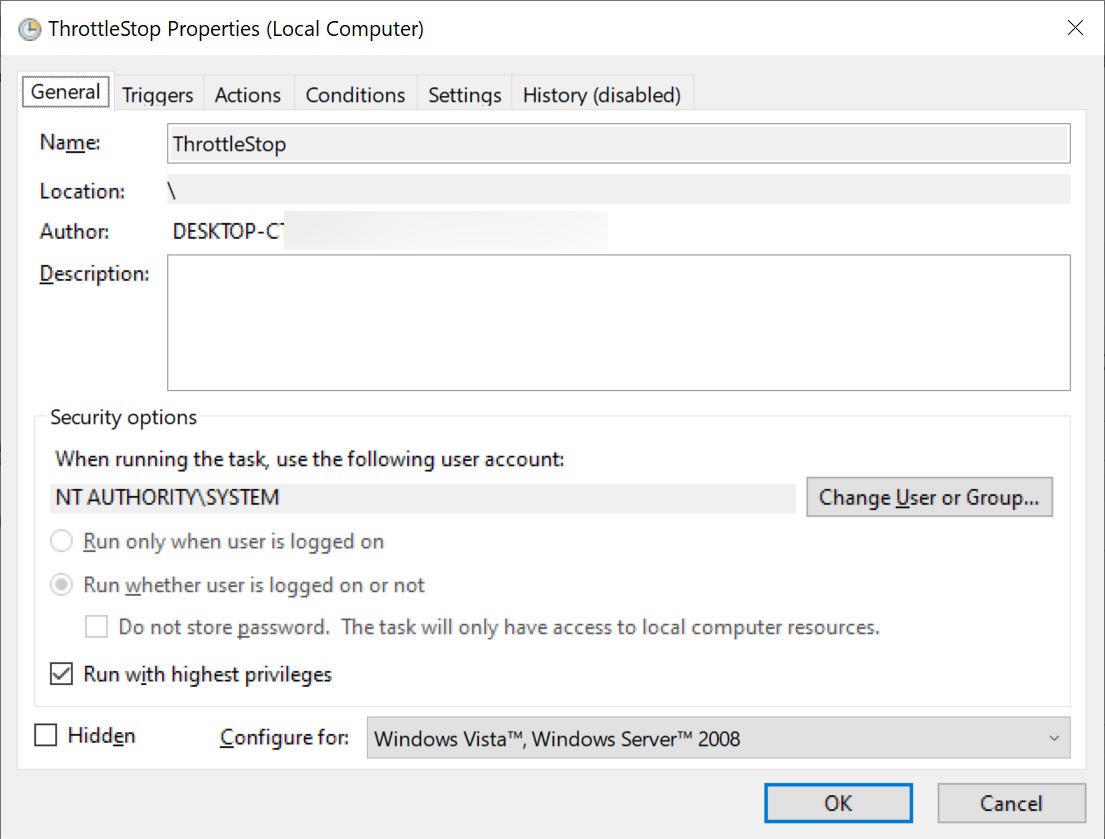 ThrottleStop Properties (Local Computer)
General Triggers Actions Conditions Settings History (disabled)
Name: ThrottleStop
Location: \
Author: DESKTOP-CT
Description:
Security options
When running the task, use the following user account:
NT AUTHORITY\SYSTEM Change User or Group...
Run only when user is logged on
Run whether user is logged on or not
Do not store password. The task will only have access to local computer resources.
Run with highest privileges
Hidden Configure for: Windows Vista™, Windows Server™ 2008
OK Cancel